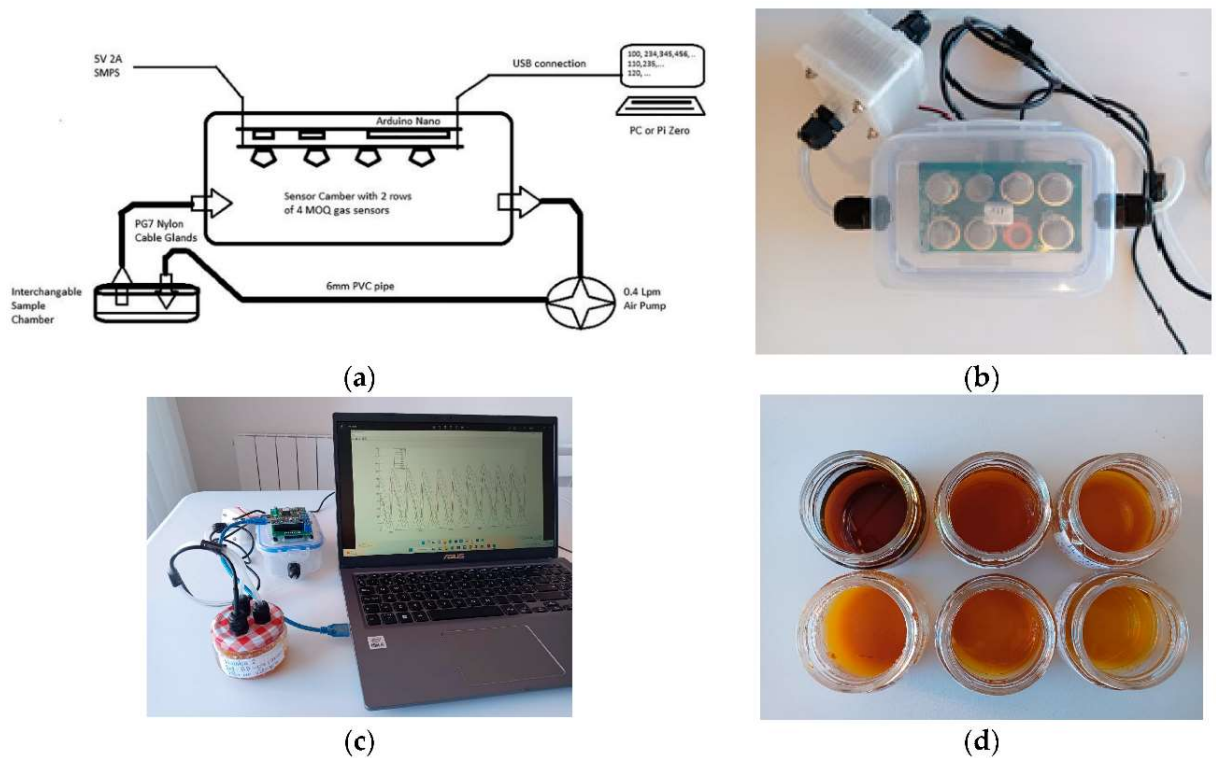 5V 2A
SMPS
USB connection
100, 234,345,456,..
110,235,...
120, ...
Arduino Nano
PC or Pi Zero
Sensor Camber with 2 rows
of 4 MOQ gas sensors
PG7 Nylon
Cable Glands
Interchangable
Sample
Chamber
6mm PVC pipe
0.4 Lpm
Air Pump
(a)
(b)
ASUS
(c)
(d)